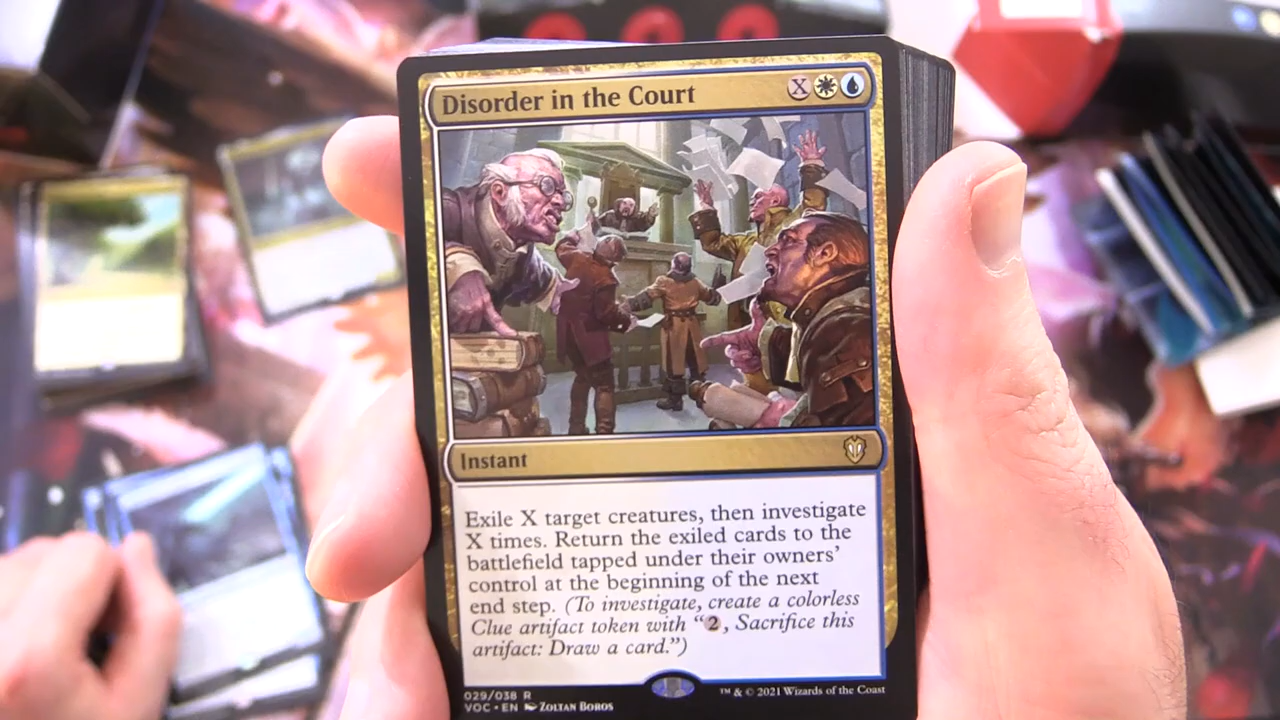 Disorder in the Court X
Instant
Exile X target creatures, then investigate
X times. Return the exiled cards to the
battlefield tapped under their owners'
control at the beginning of the next
end step. (To investigate, create a colorless
Clue artifact token with “2, Sacrifice this
artifact: Draw a card.”)
029/038 R
VOC • EN Zoltan Boros
™ & © 2021 Wizards of the Coast